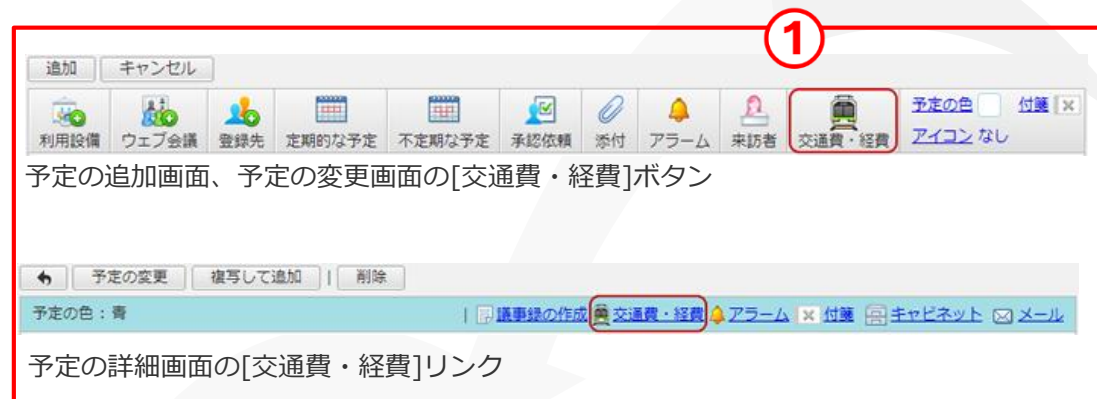 ①
追加 キャンセル
利用設備 ウェブ会議 登録先 定期的な予定 不定期な予定 承認依頼 添付 アラーム 来訪者 交通費・経費 予定の色 付箋
アイコン なし
予定の追加画面、予定の変更画面の[交通費・経費]ボタン
予定の変更 複写して追加 | 削除
予定の色：青 | 議事録の作成 交通費・経費 アラーム 付箋 キャビネット メール
予定の詳細画面の[交通費・経費]リンク